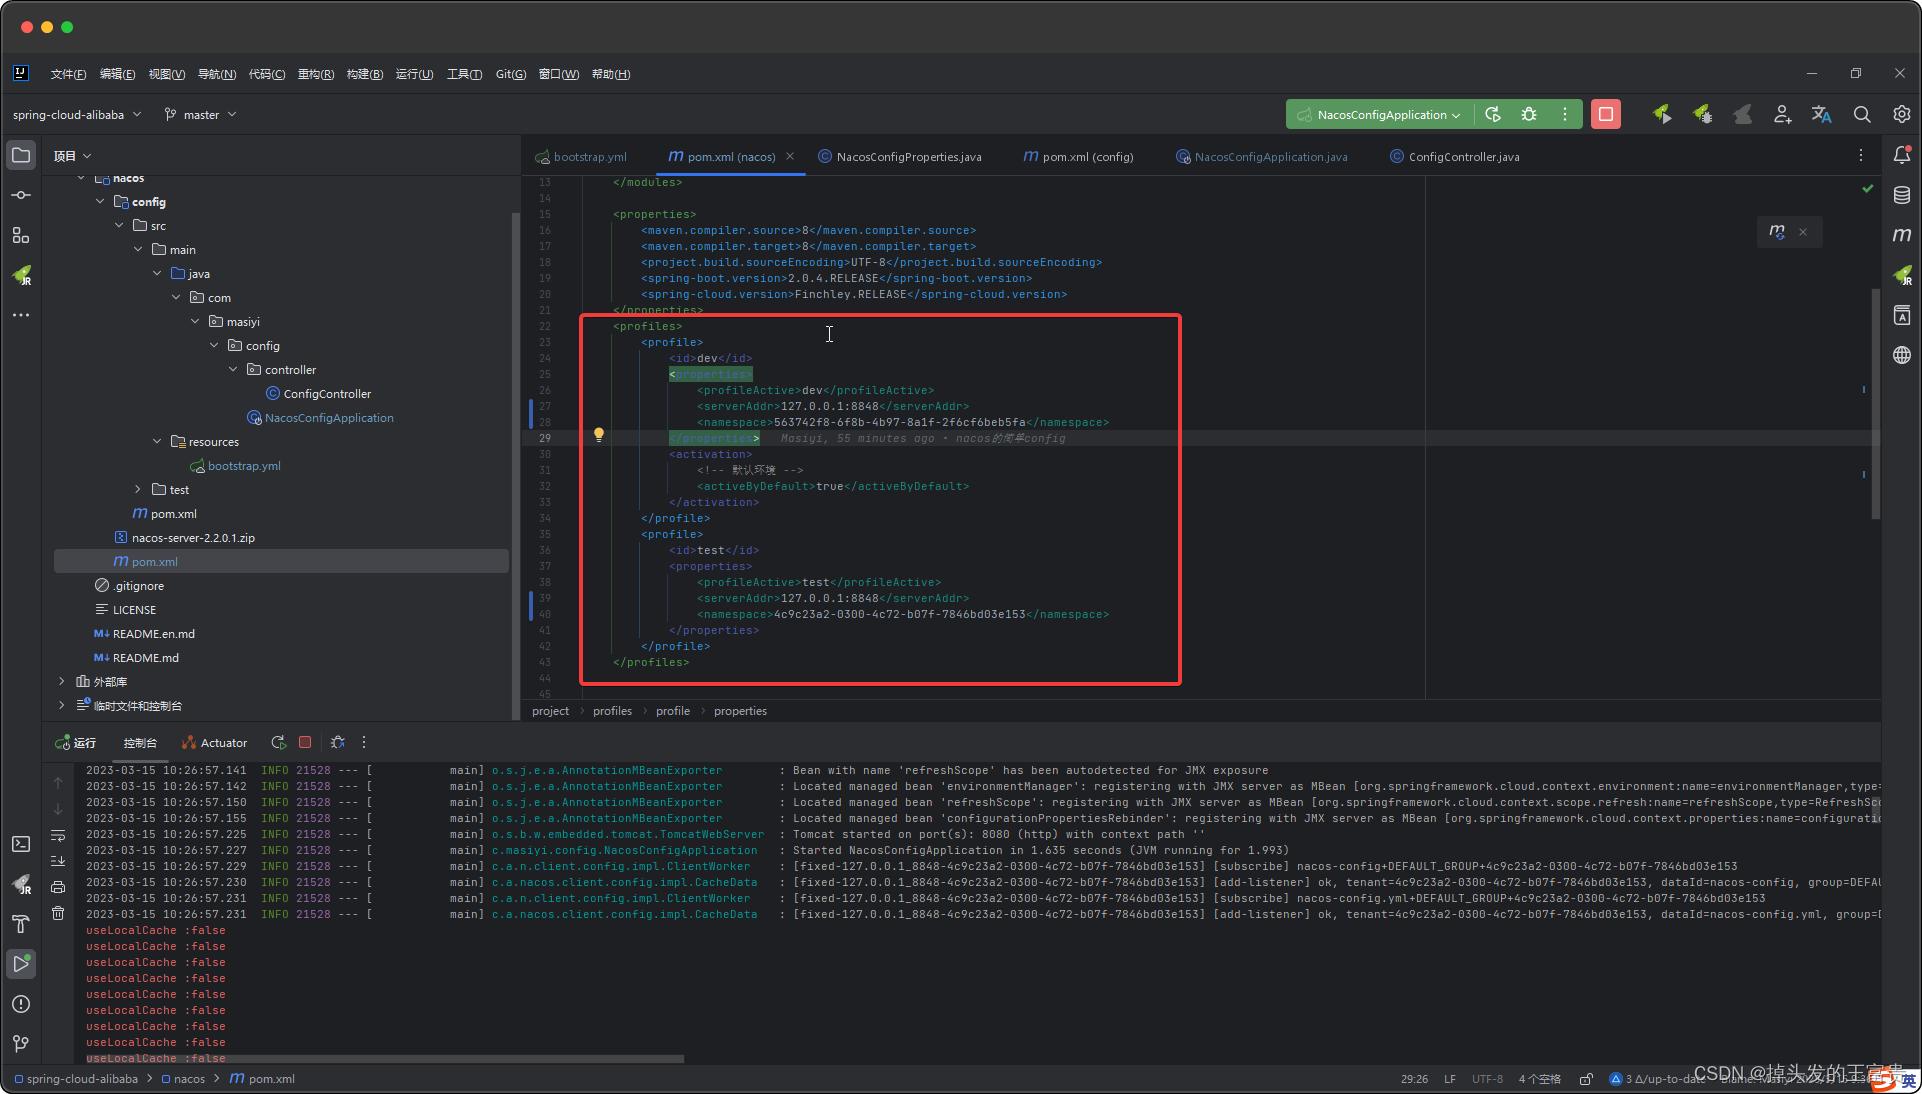 文件(F) 编辑(E) 视图(V) 导航(N) 代码(C) 重构(R) 构建(B) 运行(U) 工具(T) Git(G) 窗口(W) 帮助(H)
spring-cloud-alibaba master NacosConfigApplication
项目
bootstrap.yml pom.xml (nacos) NacosConfigProperties.java pom.xml (config) NacosConfigApplication.java ConfigController.java
nacos
config
src
main
java
com
masiyi
config
controller
ConfigController
NacosConfigApplication
resources
bootstrap.yml
test
pom.xml
nacos-server-2.2.0.1.zip
pom.xml
.gitignore
LICENSE
README.en.md
README.md
外部库
临时文件和控制台
13 </modules>
14
15 <properties>
16 <maven.compiler.source>8</maven.compiler.source>
17 <maven.compiler.target>8</maven.compiler.target>
18 <project.build.sourceEncoding>UTF-8</project.build.sourceEncoding>
19 <spring-boot.version>2.0.4.RELEASE</spring-boot.version>
20 <spring-cloud.version>Finchley.RELEASE</spring-cloud.version>
21 </properties>
22 <profiles>
23 <profile>
24 <id>dev</id>
25 <properties>
26 <profileActive>dev</profileActive>
27 <serverAddr>127.0.0.1:8848</serverAddr>
28 <namespace>563742f8-6f8b-4b97-8a1f-2f6cf6beb5fa</namespace>
29 </properties> Masiyi, 55 minutes ago • nacos的简单config
30 <activation>
31 <!-- 默认环境 -->
32 <activeByDefault>true</activeByDefault>
33 </activation>
34 </profile>
35 <profile>
36 <id>test</id>
37 <properties>
38 <profileActive>test</profileActive>
39 <serverAddr>127.0.0.1:8848</serverAddr>
40 <namespace>4c9c23a2-0300-4c72-b07f-7846bd03e153</namespace>
41 </properties>
42 </profile>
43 </profiles>
44
45
project > profiles > profile > properties
运行 控制台 Actuator
2023-03-15 10:26:57.141 INFO 21528 --- [ main] o.s.j.e.a.AnnotationMBeanExporter : Bean with name 'refreshScope' has been autodetected for JMX exposure
2023-03-15 10:26:57.142 INFO 21528 --- [ main] o.s.j.e.a.AnnotationMBeanExporter : Located managed bean 'environmentManager': registering with JMX server as MBean [org.springframework.cloud.context.environment:name=environmentManager,type=
2023-03-15 10:26:57.150 INFO 21528 --- [ main] o.s.j.e.a.AnnotationMBeanExporter : Located managed bean 'refreshScope': registering with JMX server as MBean [org.springframework.cloud.context.scope.refresh:name=refreshScope,type=RefreshSc
2023-03-15 10:26:57.155 INFO 21528 --- [ main] o.s.j.e.a.AnnotationMBeanExporter : Located managed bean 'configurationPropertiesRebinder': registering with JMX server as MBean [org.springframework.cloud.context.properties:name=configurati
2023-03-15 10:26:57.225 INFO 21528 --- [ main] o.s.b.w.embedded.tomcat.TomcatWebServer : Tomcat started on port(s): 8080 (http) with context path ''
2023-03-15 10:26:57.227 INFO 21528 --- [ main] c.masiyi.config.NacosConfigApplication : Started NacosConfigApplication in 1.635 seconds (JVM running for 1.993)
2023-03-15 10:26:57.229 INFO 21528 --- [ main] c.a.n.client.config.impl.ClientWorker : [fixed-127.0.0.1_8848-4c9c23a2-0300-4c72-b07f-7846bd03e153] [subscribe] nacos-config+DEFAULT_GROUP+4c9c23a2-0300-4c72-b07f-7846bd03e153
2023-03-15 10:26:57.230 INFO 21528 --- [ main] c.a.nacos.client.config.impl.CacheData : [fixed-127.0.0.1_8848-4c9c23a2-0300-4c72-b07f-7846bd03e153] [add-listener] ok, tenant=4c9c23a2-0300-4c72-b07f-7846bd03e153, dataId=nacos-config, group=DEFAU
2023-03-15 10:26:57.231 INFO 21528 --- [ main] c.a.n.client.config.impl.ClientWorker : [fixed-127.0.0.1_8848-4c9c23a2-0300-4c72-b07f-7846bd03e153] [subscribe] nacos-config.yml+DEFAULT_GROUP+4c9c23a2-0300-4c72-b07f-7846bd03e153
2023-03-15 10:26:57.231 INFO 21528 --- [ main] c.a.nacos.client.config.impl.CacheData : [fixed-127.0.0.1_8848-4c9c23a2-0300-4c72-b07f-7846bd03e153] [add-listener] ok, tenant=4c9c23a2-0300-4c72-b07f-7846bd03e153, dataId=nacos-config.yml, group=
useLocalCache :false
useLocalCache :false
useLocalCache :false
useLocalCache :false
useLocalCache :false
useLocalCache :false
useLocalCache :false
useLocalCache :false
useLocalCache :false
spring-cloud-alibaba > nacos > pom.xml 29:26 LF UTF-8 4 个空格 3 Δ/up-to-date
CSDN @掉头发的王富贵
英